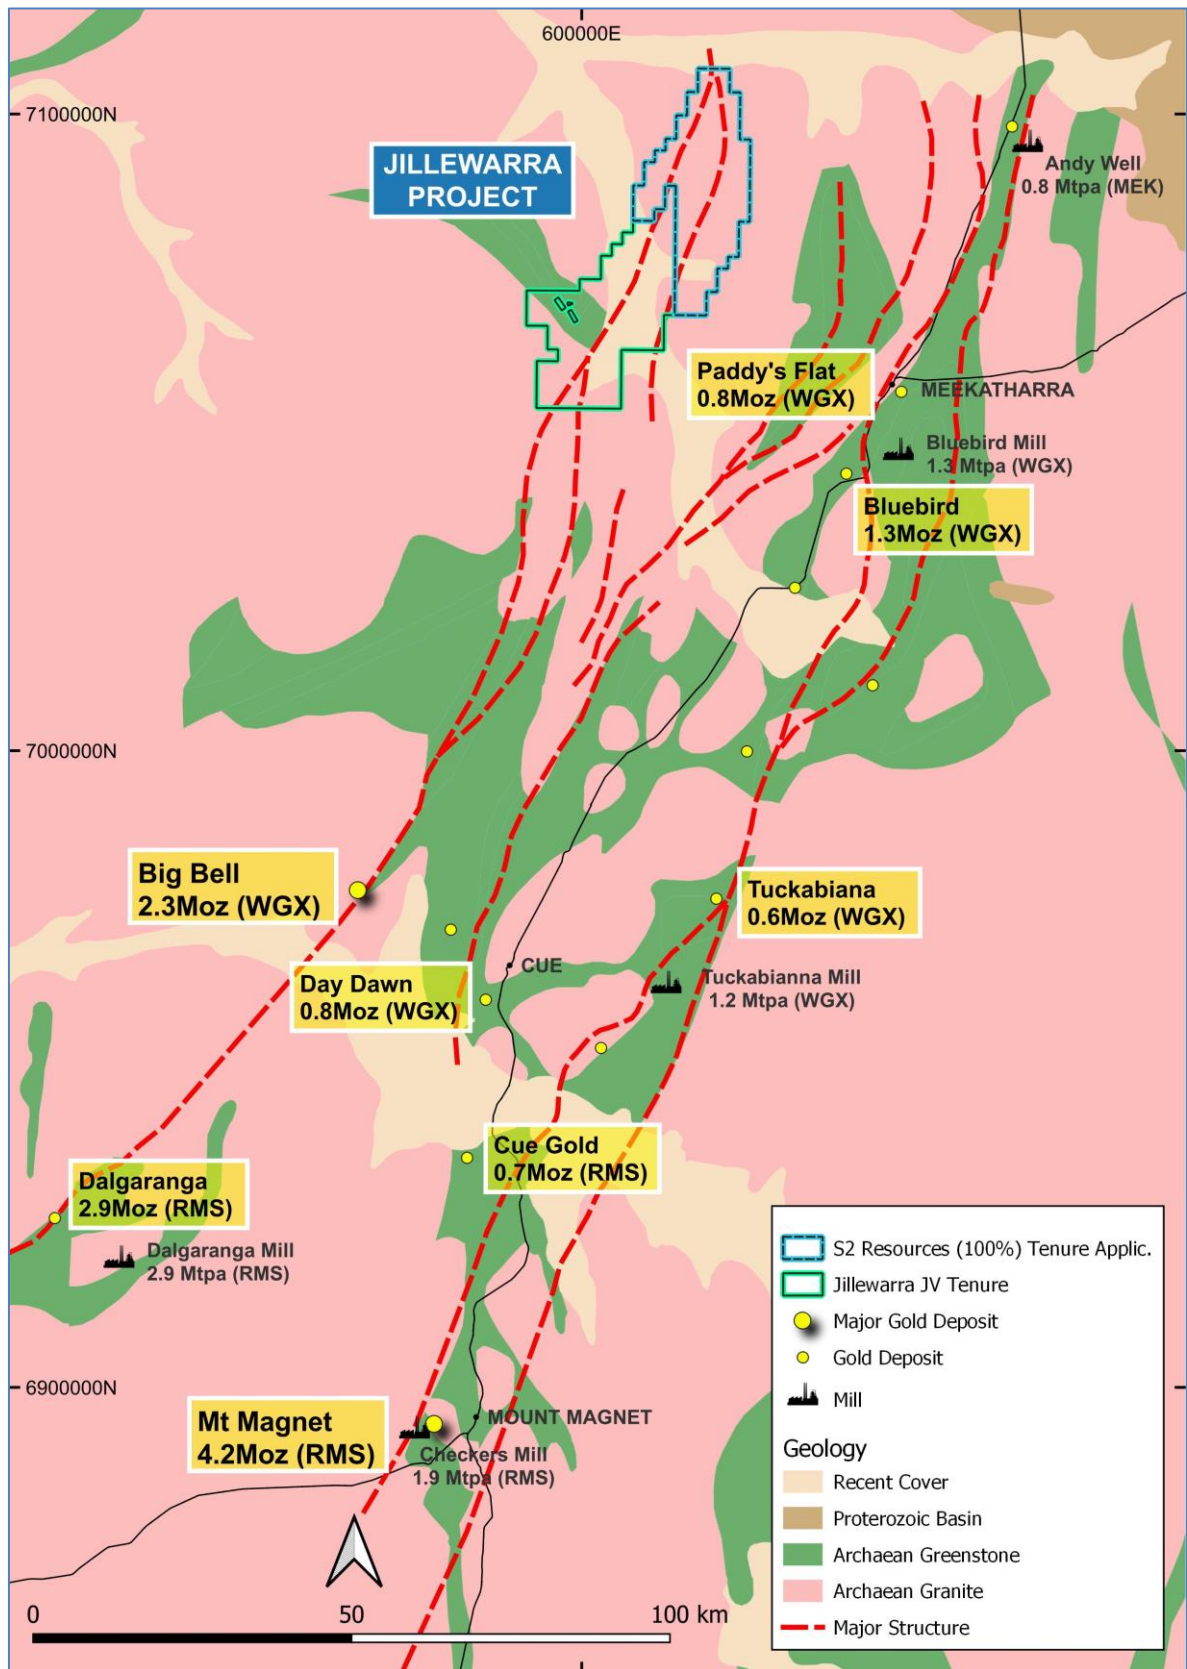 600000E
7100000N
JILLEWARRA
PROJECT
Andy Well
0.8 Mtpa (MEK)
Paddy's Flat
0.8Moz (WGX)
MEEKATHARRA
Bluebird Mill
1.3 Mtpa (WGX)
Bluebird
1.3Moz (WGX)
7000000N
Big Bell
2.3Moz (WGX)
Tuckabiana
0.6Moz (WGX)
CUE
Day Dawn
0.8Moz (WGX)
Tuckabianna Mill
1.2 Mtpa (WGX)
Cue Gold
0.7Moz (RMS)
Dalgaranga
2.9Moz (RMS)
Dalgaranga Mill
2.9 Mtpa (RMS)
6900000N
Mt Magnet
4.2Moz (RMS)
MOUNT MAGNET
Checkers Mill
1.9 Mtpa (RMS)
S2 Resources (100%) Tenure Applic.
Jillewarra JV Tenure
Major Gold Deposit
Gold Deposit
Mill
Geology
Recent Cover
Proterozoic Basin
Archaean Greenstone
Archaean Granite
Major Structure
0 50 100 km